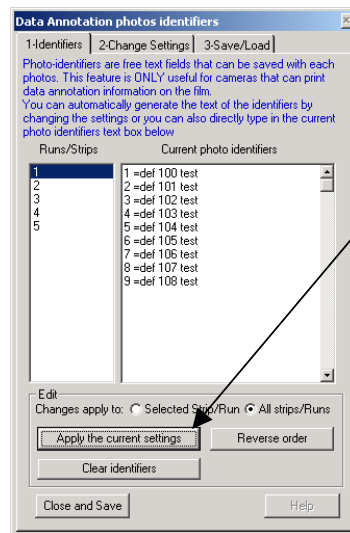 Data Annotation photos identifiers
1-Identifiers 2-Change Settings 3-Save/Load
Photo-identifiers are free text fields that can be saved with each
photos. This feature is ONLY useful for cameras that can print
data annotation information on the film.
You can automatically generate the text of the identifiers by
changing the settings or you can also directly type in the current
photo identifiers text box below
Runs/Strips Current photo identifiers
1
2
3
4
5
1 =def 100 test
2 =def 101 test
3 =def 102 test
4 =def 103 test
5 =def 104 test
6 =def 105 test
7 =def 106 test
8 =def 107 test
9 =def 108 test
Edit
Changes apply to: Selected Strip/Run All strips/Runs
Apply the current settings Reverse order
Clear identifiers
Close and Save Help